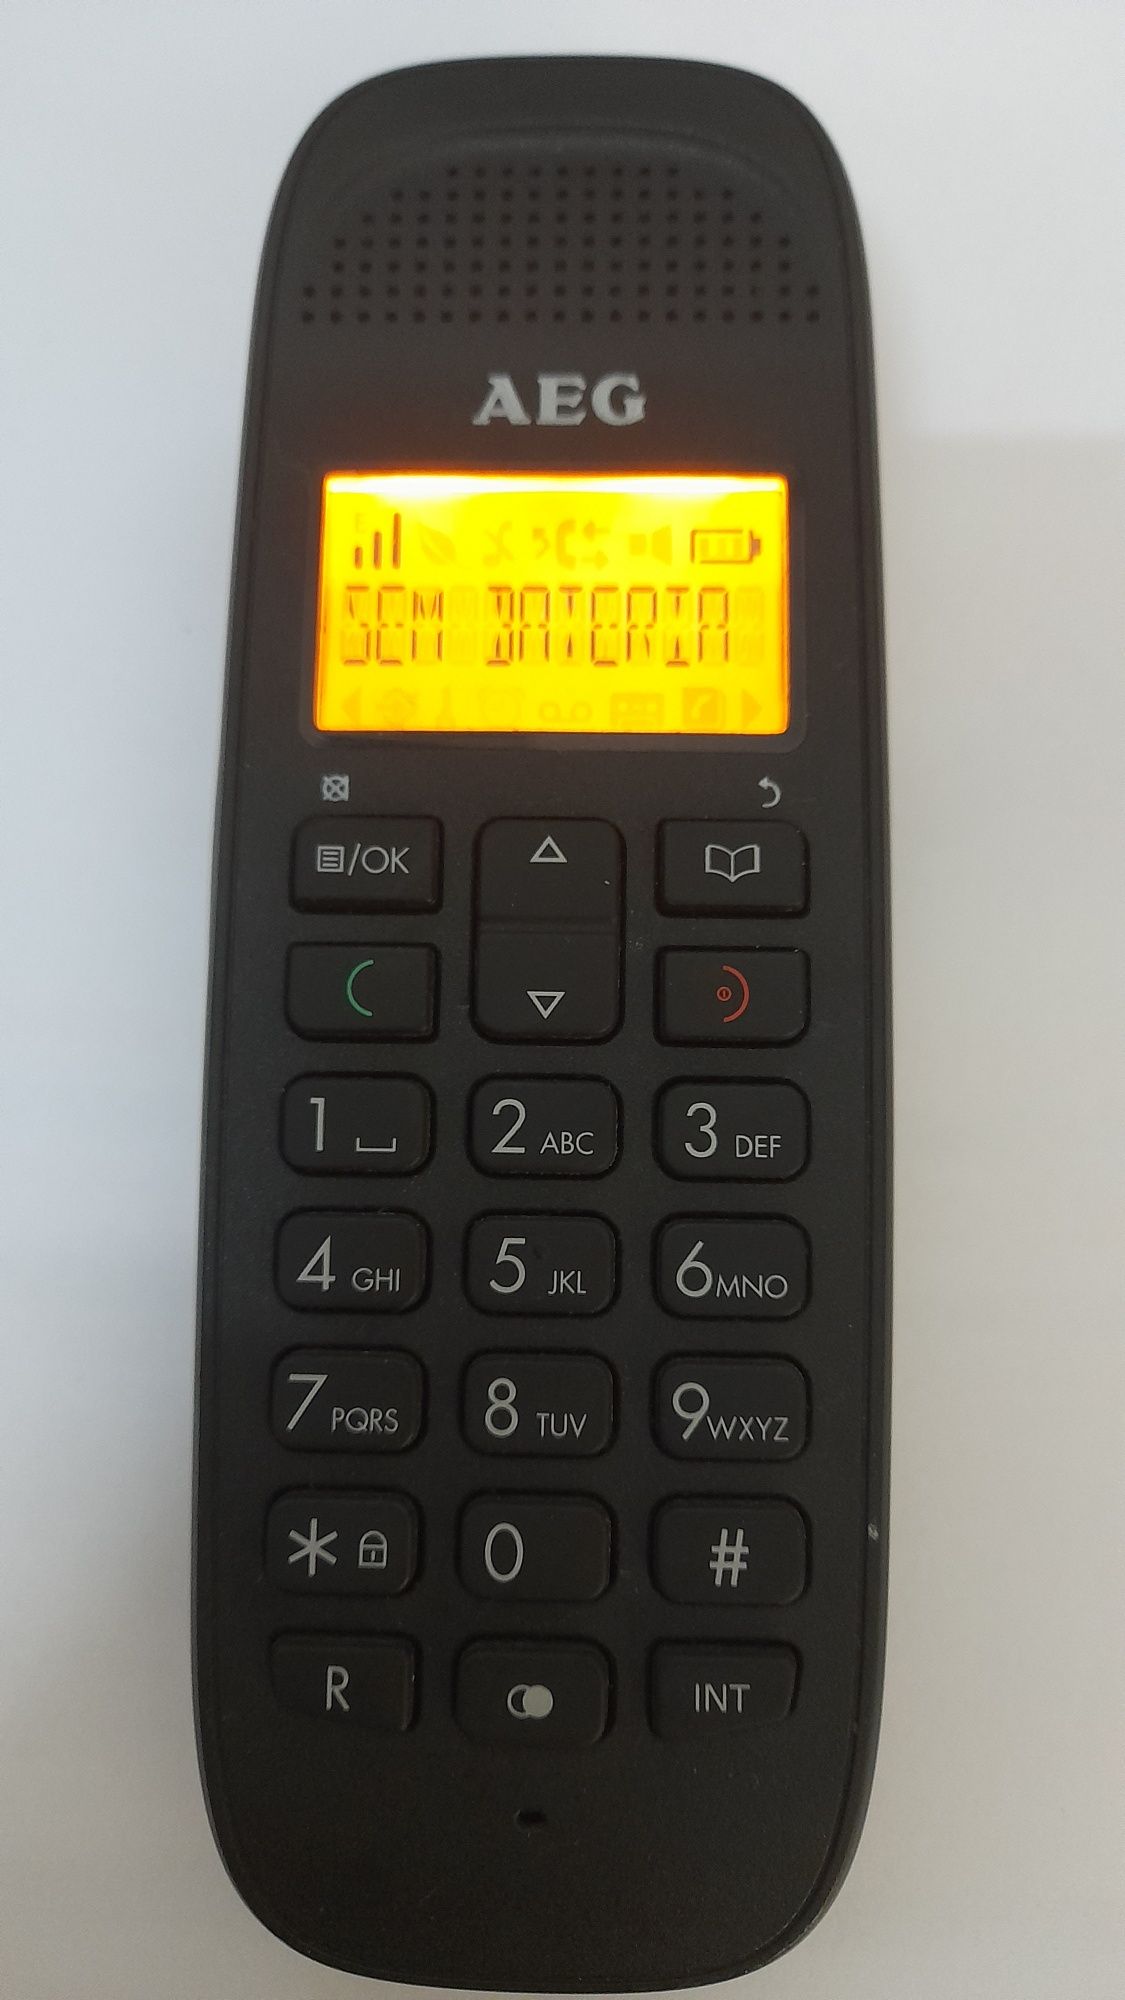 AEG
E
SEM BATERIA
/OK
1
2 ABC
3 DEF
4 GHI
5 JKL
6 MNO
7 PQRS
8 TUV
9 WXYZ
*
0
#
R
INT